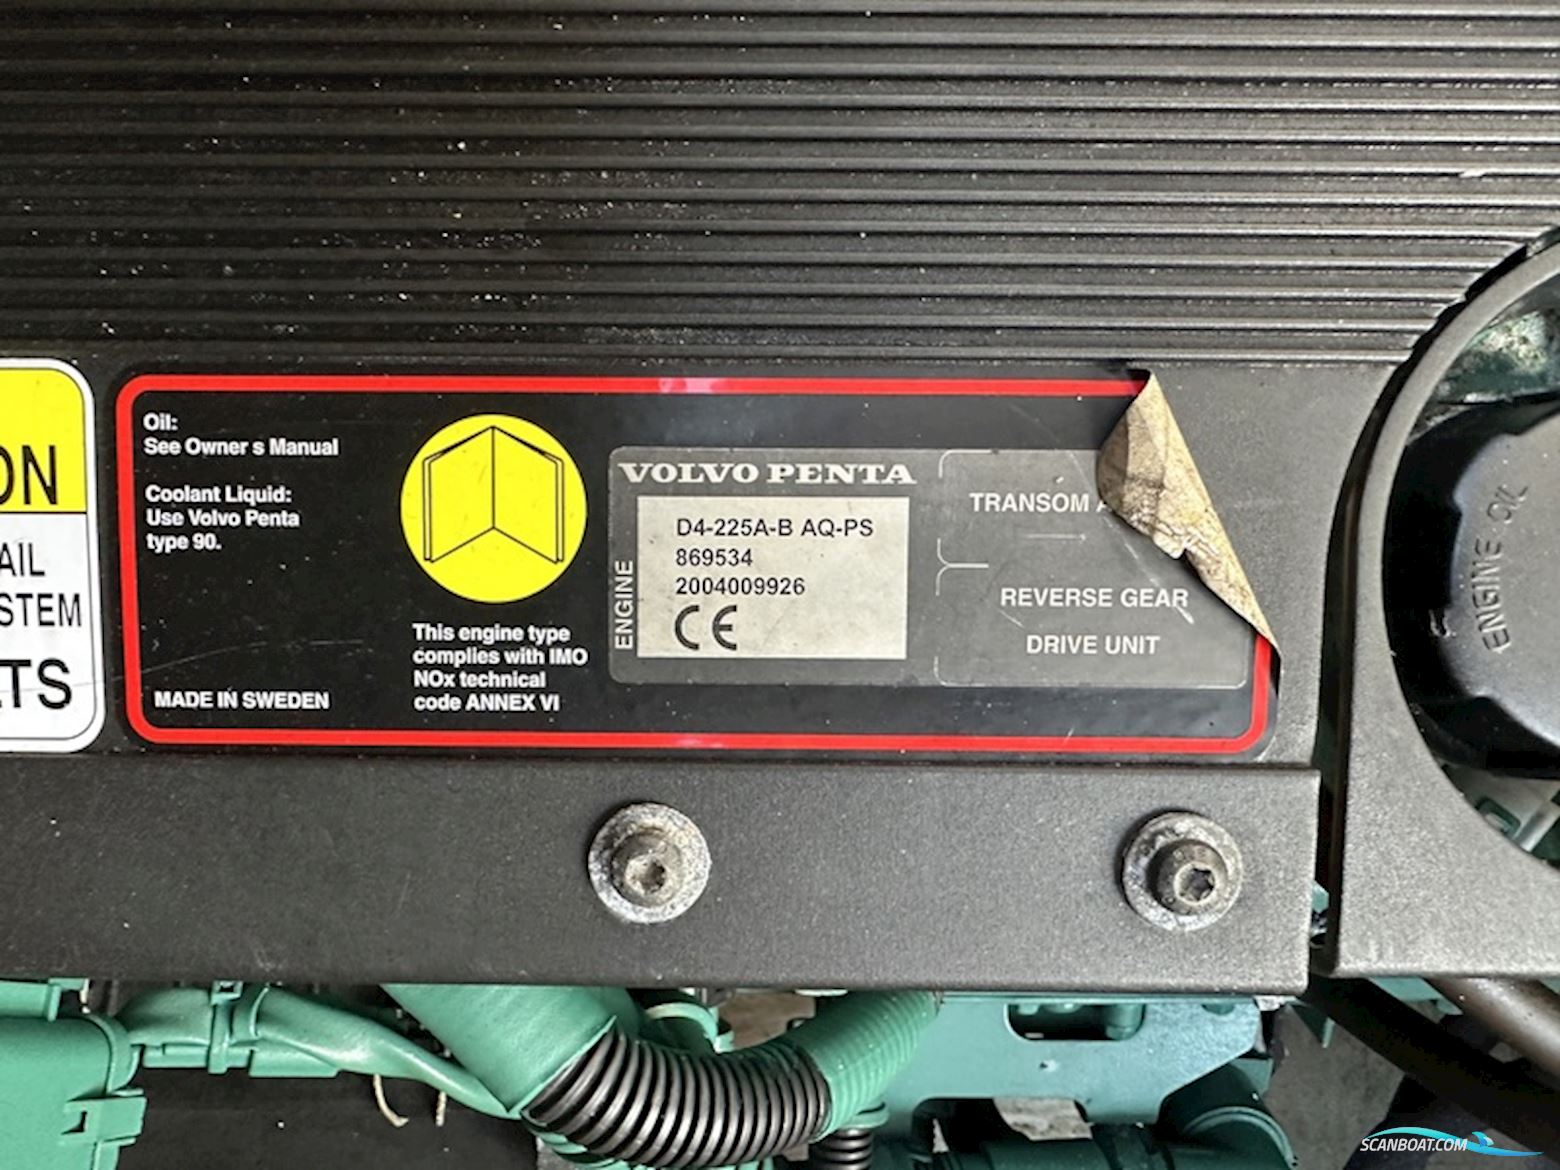 ON
AIL
STEM
TS
Oil:
See Owner s Manual
Coolant Liquid:
Use Volvo Penta
type 90.
MADE IN SWEDEN
This engine type
complies with IMO
NOx technical
code ANNEX VI
VOLVO PENTA
ENGINE
D4-225A-B AQ-PS
869534
2004009926
CE
TRANSOM
REVERSE GEAR
DRIVE UNIT
ENGINE OIL
SCANBOAT.COM